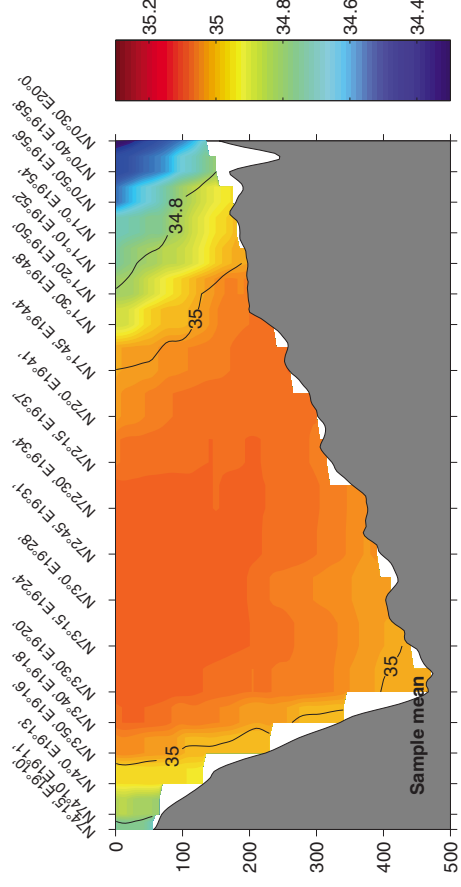 N74°15' E19°10'
N74°10' E19°11'
N74°0' E19°13'
N73°50' E19°16'
N73°40' E19°18'
N73°30' E19°20'
N73°15' E19°24'
N73°0' E19°28'
N72°45' E19°31'
N72°30' E19°34'
N72°15' E19°37'
N72°0' E19°41'
N71°45' E19°44'
N71°30' E19°48'
N71°20' E19°50'
N71°10' E19°52'
N71°0' E19°54'
N70°50' E19°56'
N70°40' E19°58'
N70°30' E20°0'
0
100
200
300
400
500
35
35
35
34.8
Sample mean
35.2
35
34.8
34.6
34.4